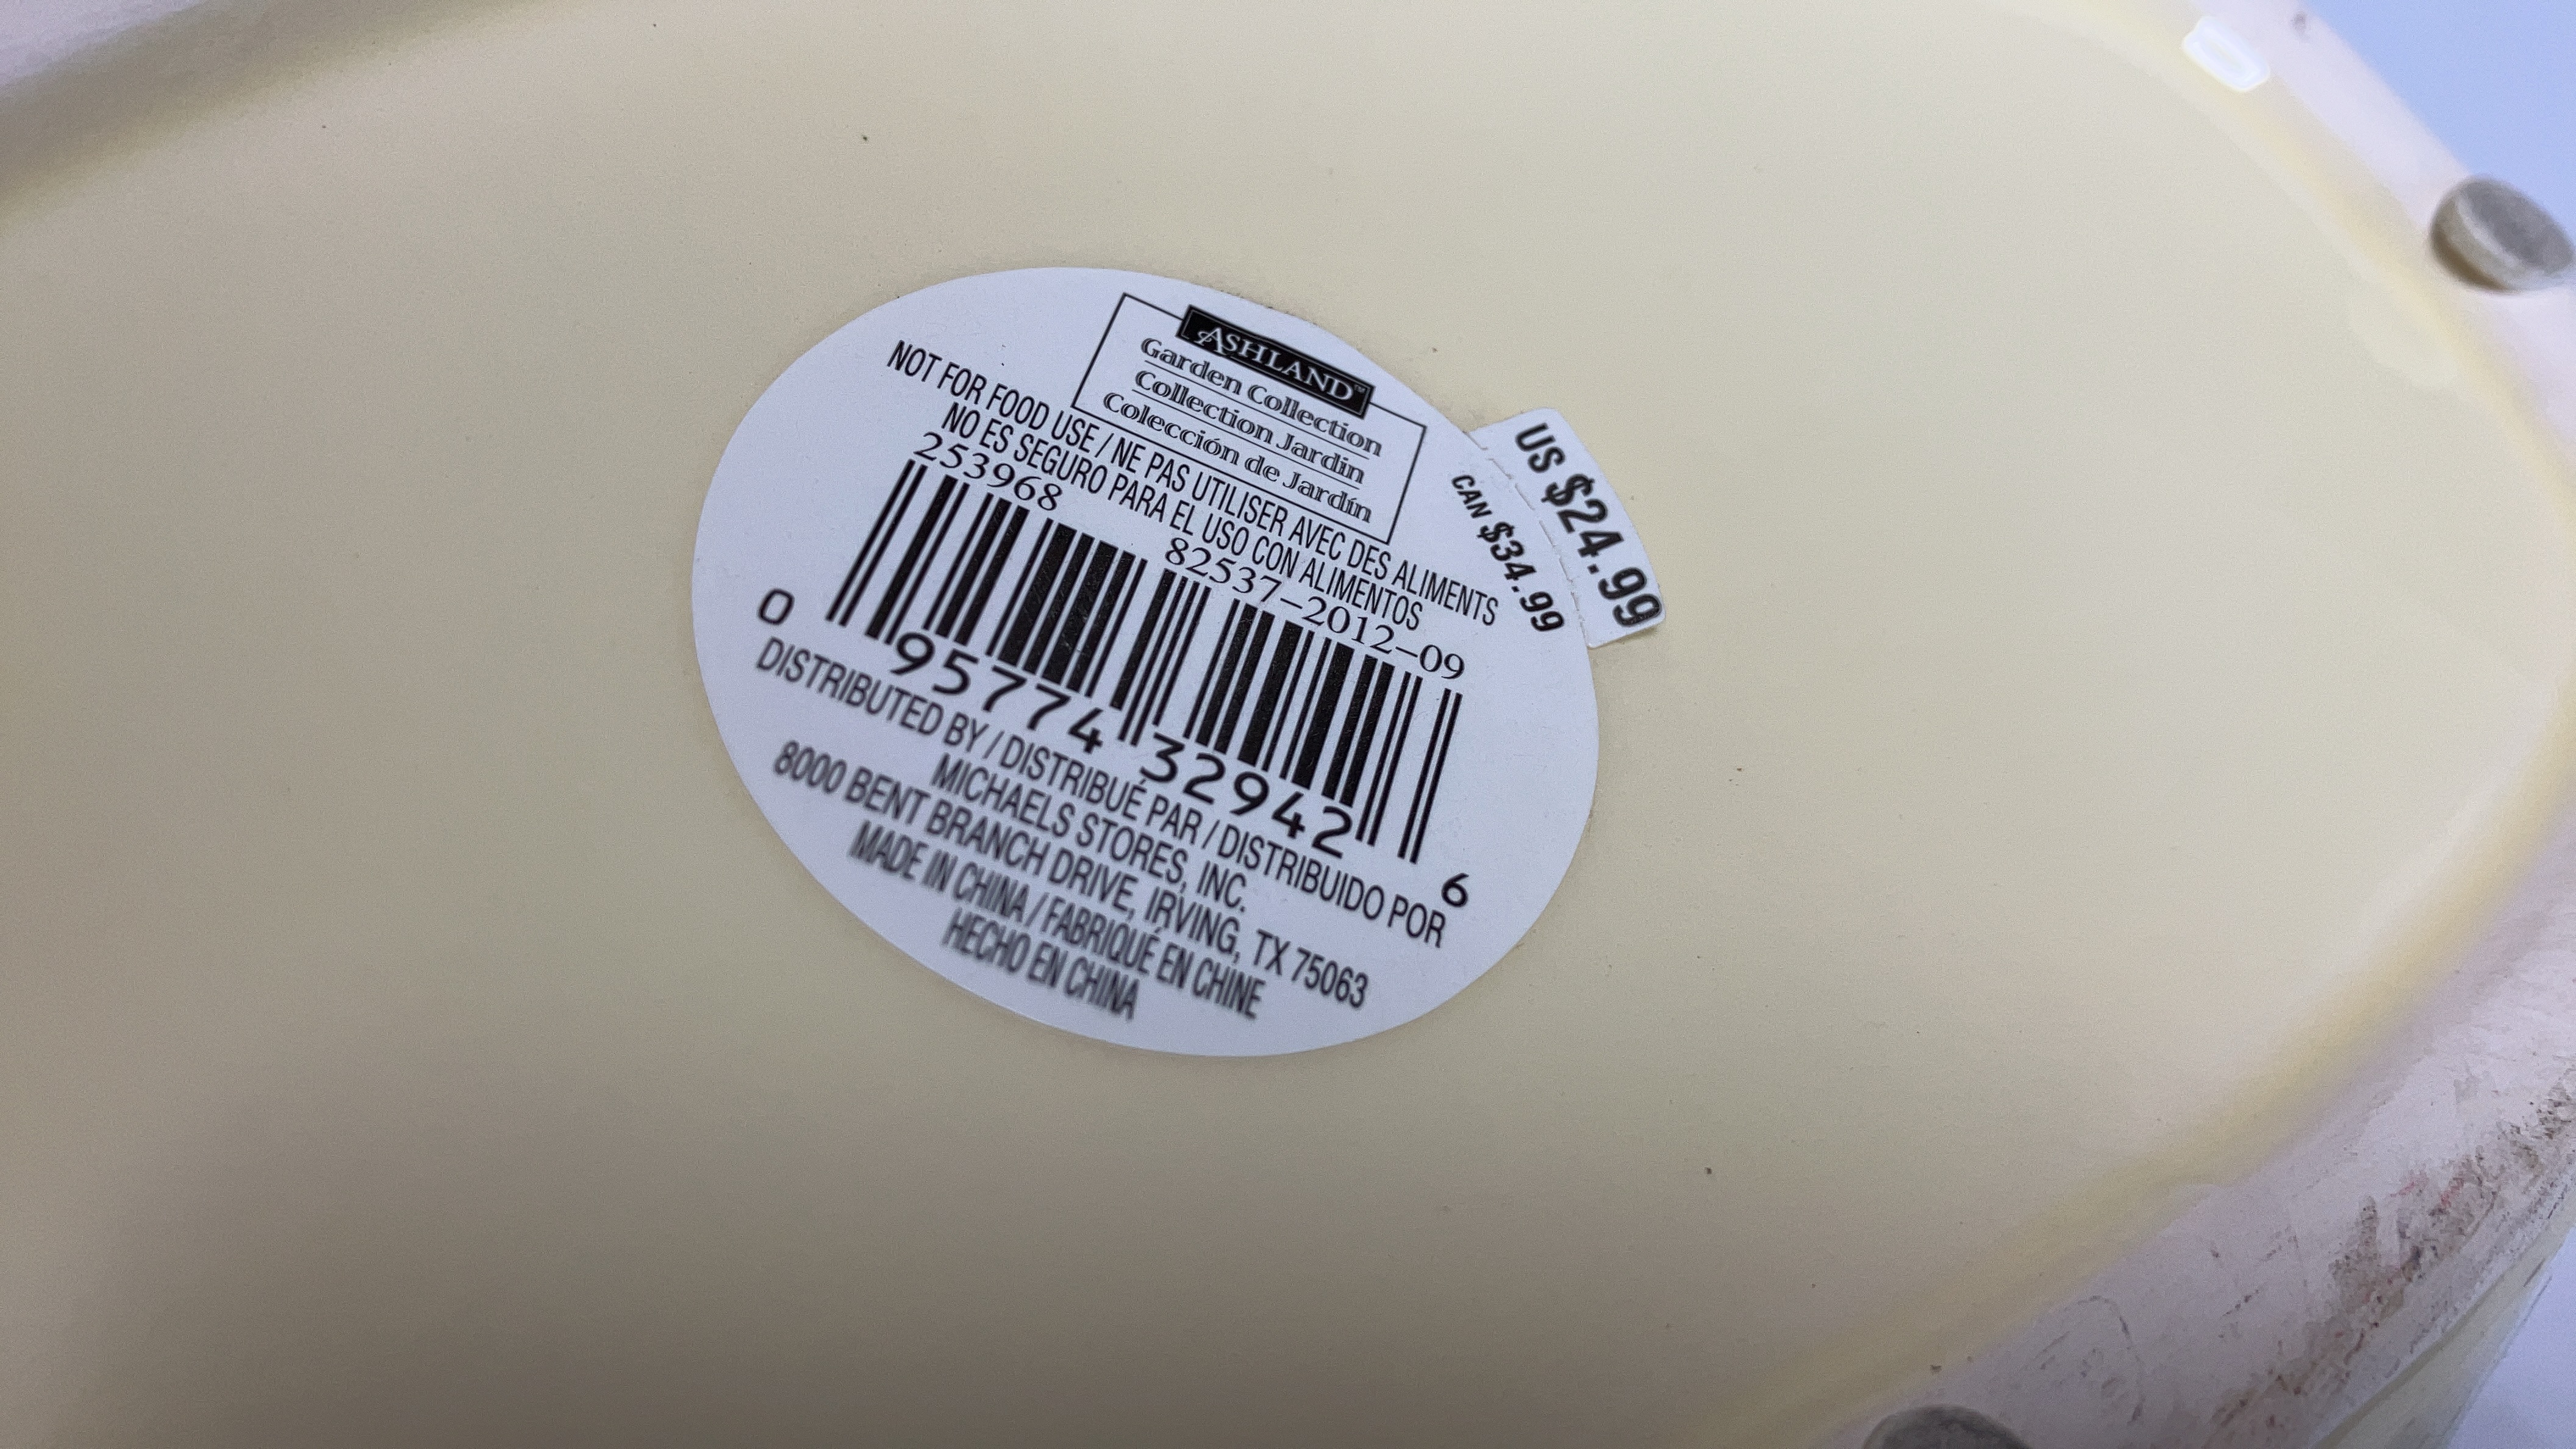 ASHLAND™
Garden Collection
Collection Jardin
Colección de Jardín
NOT FOR FOOD USE / NE PAS UTILISER AVEC DES ALIMENTS
NO ES SEGURO PARA EL USO CON ALIMENTOS
253968
82537-2012-09
0 95774 32942 6
DISTRIBUTED BY / DISTRIBUÉ PAR / DISTRIBUIDO POR
MICHAELS STORES, INC.
8000 BENT BRANCH DRIVE, IRVING, TX 75063
MADE IN CHINA / FABRIQUÉ EN CHINE
HECHO EN CHINA
CAN $34.99
US $24.99